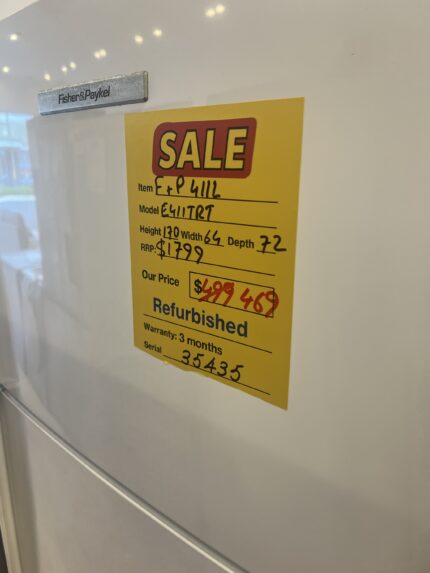 Fisher&Paykel
SALE
Item F+P 411L
Model E411TRT
Height 170 Width 64 Depth 72
RRP: $1799
Our Price $499 469
Refurbished
Warranty: 3 months
Serial 35435